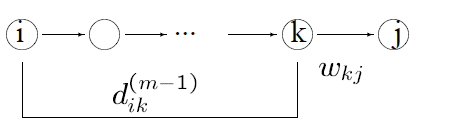 i ... k j
w_{kj}
d_{ik}^{(m-1)}